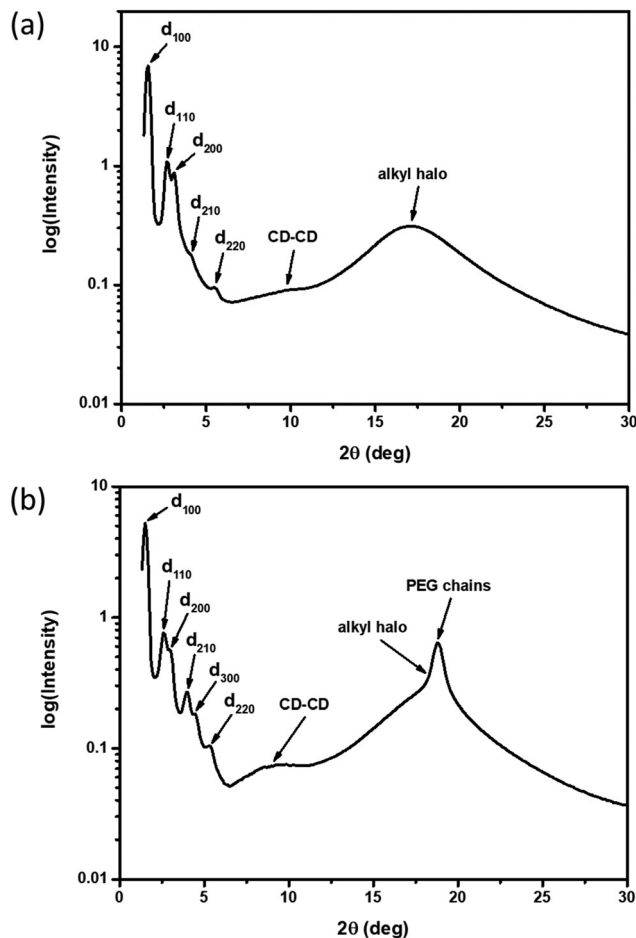 (a)
10
1
0.1
0.01
log(Intensity)
d100
d110
d200
d210
d220
CD-CD
alkyl halo
0 5 10 15 20 25 30
2θ (deg)
(b)
10
1
0.1
0.01
log(Intensity)
d100
d110
d200
d210
d300
d220
CD-CD
alkyl halo
PEG chains
0 5 10 15 20 25 30
2θ (deg)